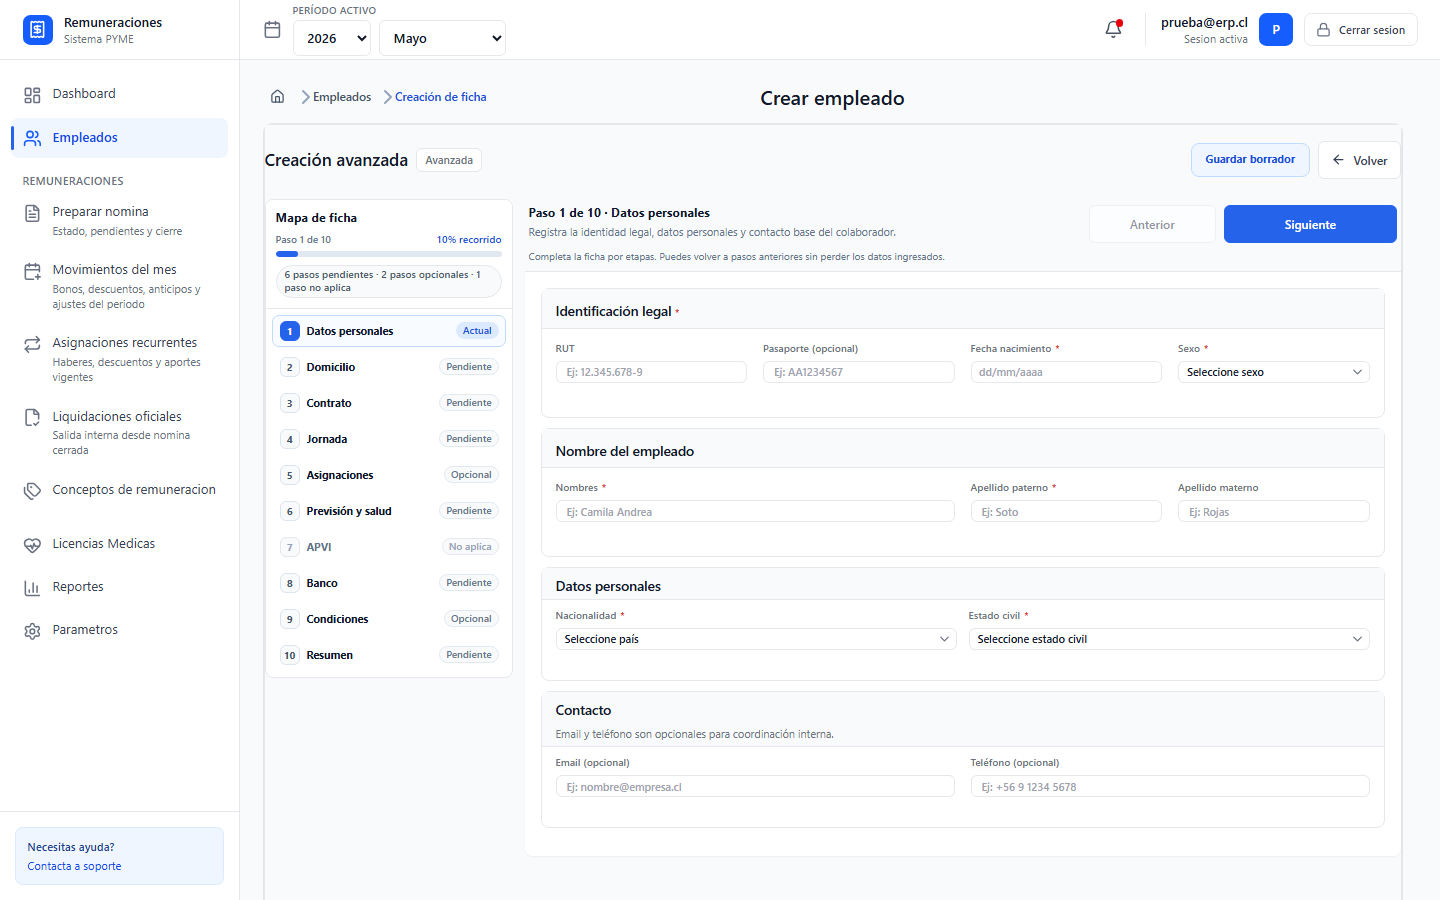 Remuneraciones
Sistema PYME
PERÍODO ACTIVO
2026
Mayo
prueba@erp.cl
Sesion activa
P
Cerrar sesion
Dashboard
Empleados
REMUNERACIONES
Preparar nomina
Estado, pendientes y cierre
Movimientos del mes
Bonos, descuentos, anticipos y
ajustes del periodo
Asignaciones recurrentes
Haberes, descuentos y aportes
vigentes
Liquidaciones oficiales
Salida interna desde nomina
cerrada
Conceptos de remuneracion
Licencias Medicas
Reportes
Parametros
Necesitas ayuda?
Contacta a soporte
Empleados
Creación de ficha
Crear empleado
Creación avanzada
Avanzada
Guardar borrador
Volver
Mapa de ficha
Paso 1 de 10
10% recorrido
6 pasos pendientes · 2 pasos opcionales · 1
paso no aplica
1 Datos personales Actual
2 Domicilio Pendiente
3 Contrato Pendiente
4 Jornada Pendiente
5 Asignaciones Opcional
6 Previsión y salud Pendiente
7 APVI No aplica
8 Banco Pendiente
9 Condiciones Opcional
10 Resumen Pendiente
Paso 1 de 10 · Datos personales
Registra la identidad legal, datos personales y contacto base del colaborador.
Completa la ficha por etapas. Puedes volver a pasos anteriores sin perder los datos ingresados.
Anterior
Siguiente
Identificación legal *
RUT
Ej: 12.345.678-9
Pasaporte (opcional)
Ej: AA1234567
Fecha nacimiento *
dd/mm/aaaa
Sexo *
Seleccione sexo
Nombre del empleado
Nombres *
Ej: Camila Andrea
Apellido paterno *
Ej: Soto
Apellido materno
Ej: Rojas
Datos personales
Nacionalidad *
Seleccione país
Estado civil *
Seleccione estado civil
Contacto
Email y teléfono son opcionales para coordinación interna.
Email (opcional)
Ej: nombre@empresa.cl
Teléfono (opcional)
Ej: +56 9 1234 5678